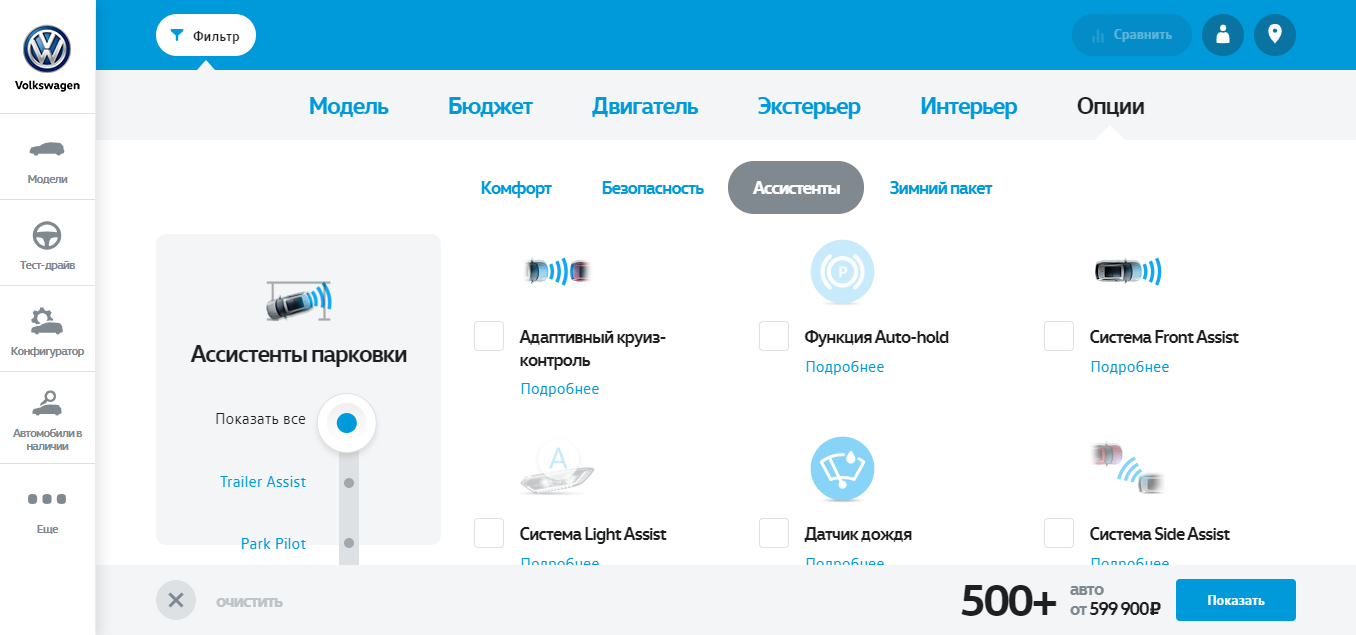 Volkswagen
Модели
Тест-драйв
Конфигуратор
Автомобили в
наличии
Еще
Фильтр
Сравнить
Модель
Бюджет
Двигатель
Экстерьер
Интерьер
Опции
Комфорт
Безопасность
Ассистенты
Зимний пакет
Ассистенты парковки
Показать все
Trailer Assist
Park Pilot
Адаптивный круиз-
контроль
Подробнее
P
Функция Auto-hold
Подробнее
Система Front Assist
Подробнее
A
Система Light Assist
Подробнее
Датчик дождя
Подробнее
Система Side Assist
Подробнее
очистить
500+
авто
от 599 900₽
Показать